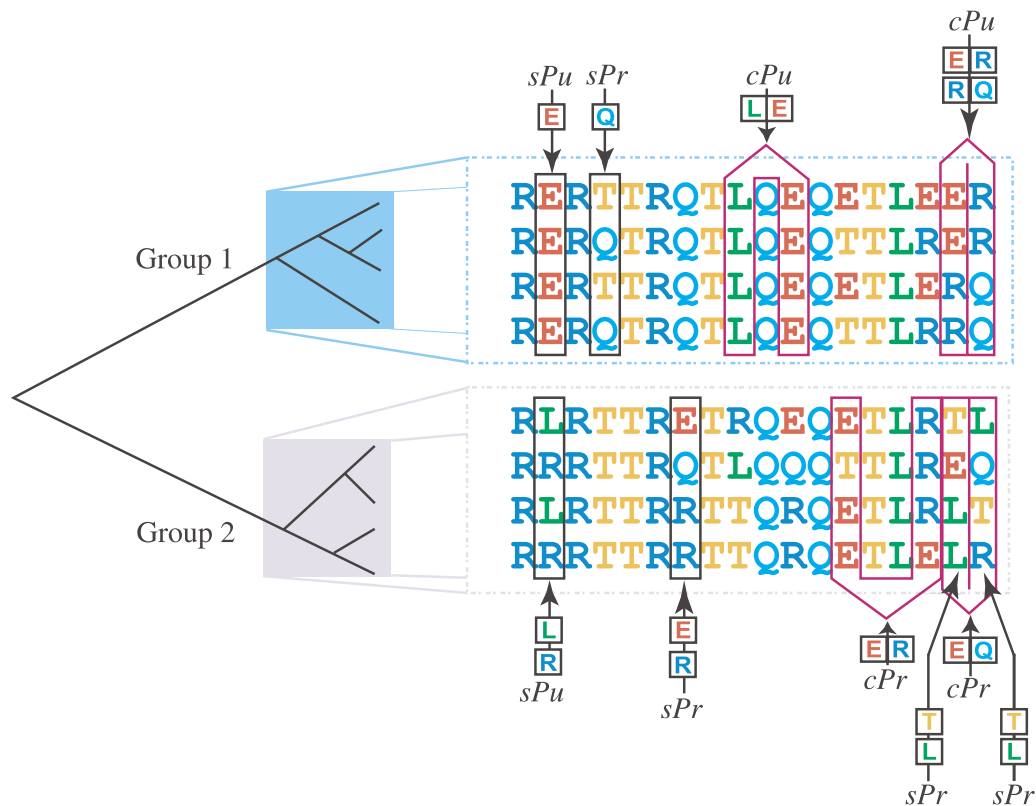 cPu
E R
R Q
sPu
sPr
cPu
E
Q
L E
RERTTRQTLQEQETLEER
RERQTRQTLQEQTTLRER
Group 1
RERTTRQTLQEQETLERQ
RERQTRQTLQEQTTLRRQ
RLRTTRETRQEQETLRTL
RRRTTRQTLQQQTTLREQ
RLRTTRRTTQRQETLRLT
Group 2
RRRTTRRTTQRQETLELR
L
R
sPu
E
R
sPr
E R
cPr
E Q
cPr
T
L
sPr
T
L
sPr